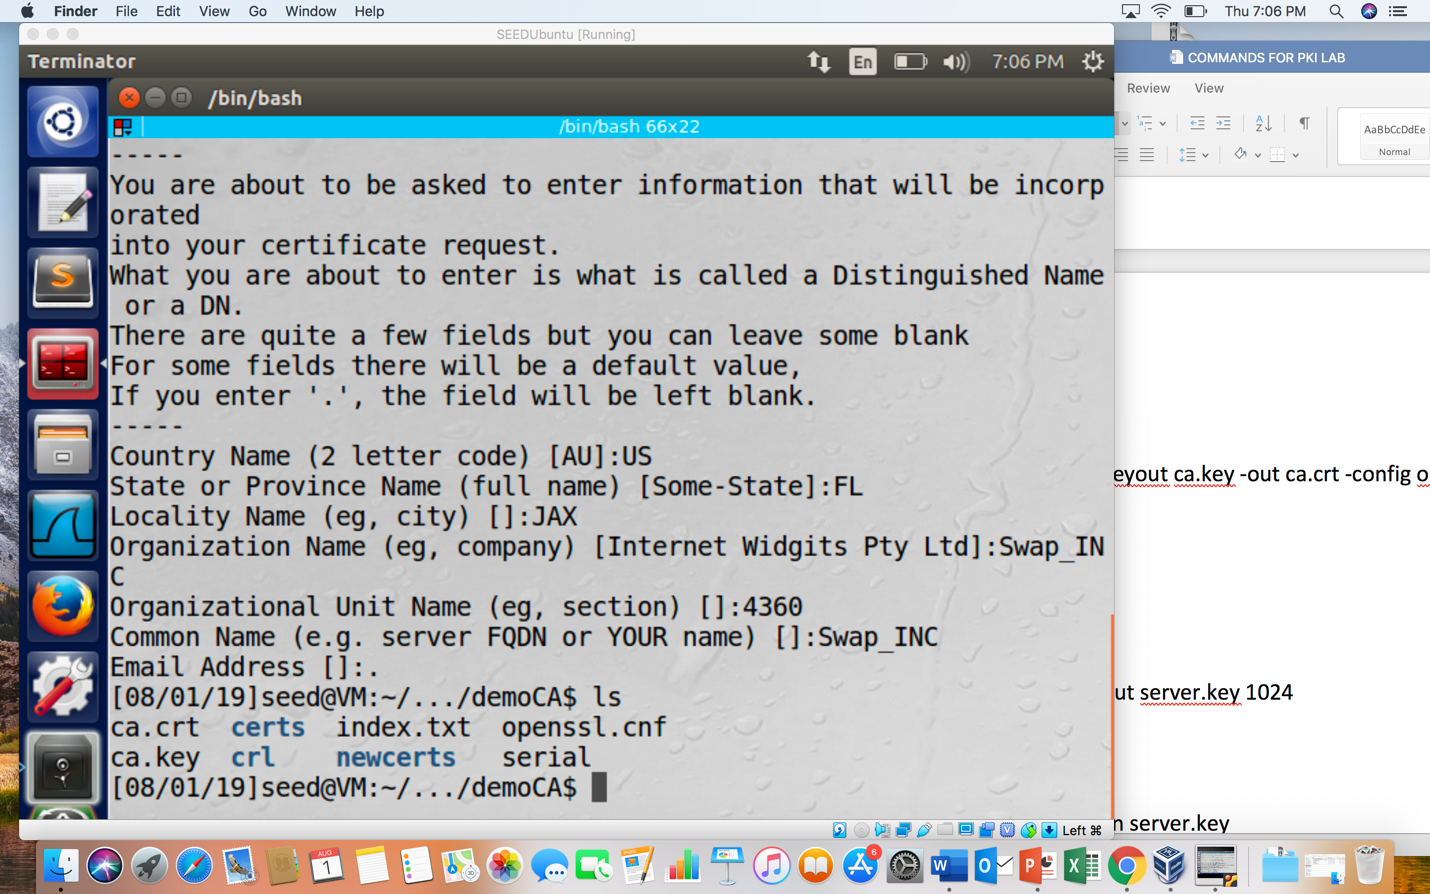 Finder File Edit View Go Window Help Thu 7:06 PM
SEEDUbuntu [Running]
Terminator En 7:06 PM
/bin/bash
/bin/bash 66x22
-----
You are about to be asked to enter information that will be incorp
orated
into your certificate request.
What you are about to enter is what is called a Distinguished Name
or a DN.
There are quite a few fields but you can leave some blank
For some fields there will be a default value,
If you enter '.', the field will be left blank.
-----
Country Name (2 letter code) [AU]:US
State or Province Name (full name) [Some-State]:FL
Locality Name (eg, city) []:JAX
Organization Name (eg, company) [Internet Widgits Pty Ltd]:Swap_IN
C
Organizational Unit Name (eg, section) []:4360
Common Name (e.g. server FQDN or YOUR name) []:Swap_INC
Email Address []:.
[08/01/19]seed@VM:~/.../demoCA$ ls
ca.crt certs index.txt openssl.cnf
ca.key crl newcerts serial
[08/01/19]seed@VM:~/.../demoCA$
Left ⌘
COMMANDS FOR PKI LAB
Review View
AaBbCcDdEe
Normal
eyout ca.key -out ca.crt -config o
ut server.key 1024
n server.key
AUG
1
6